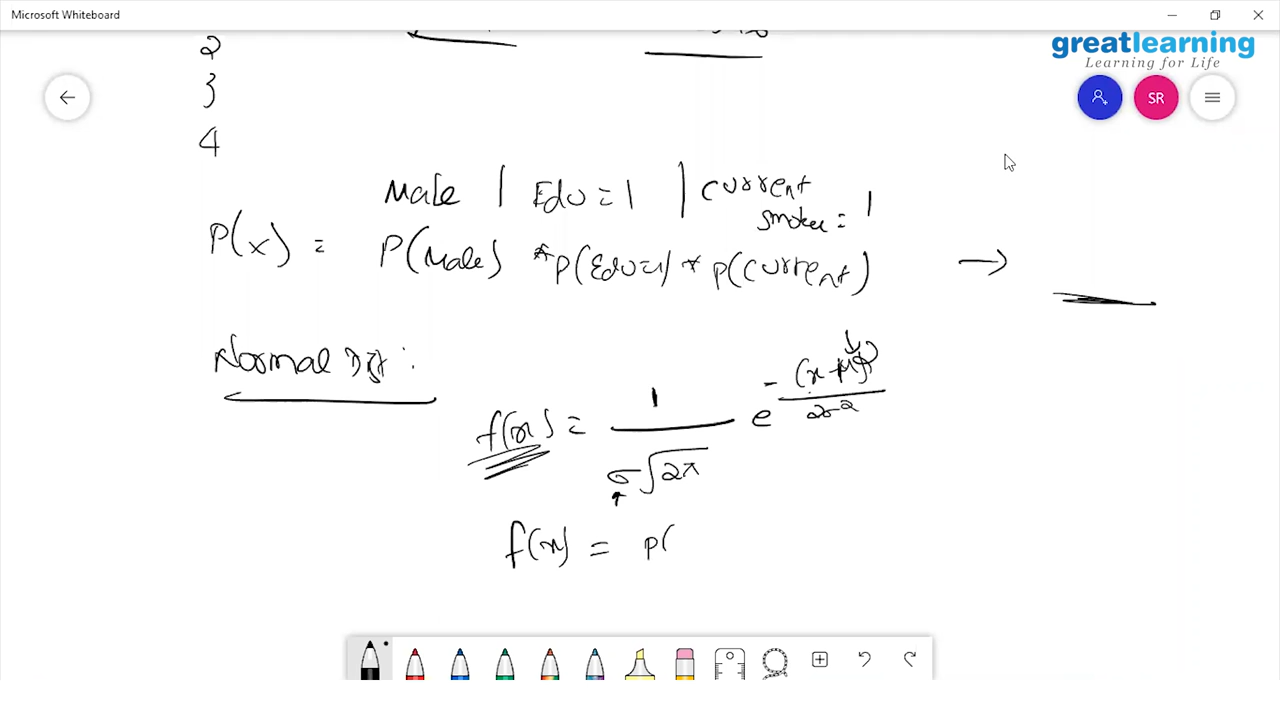 Microsoft Whiteboard
greatlearning
Learning for Life
SR
2
3
4
Male | Edu=1 | current smoker = 1
P(x) = P(Male) * P(Edu=1) * P(current) →
Normal Dist :
f(x) = 1 / σ√2π e -(x-μ)² / 2σ²
f(x) = P(